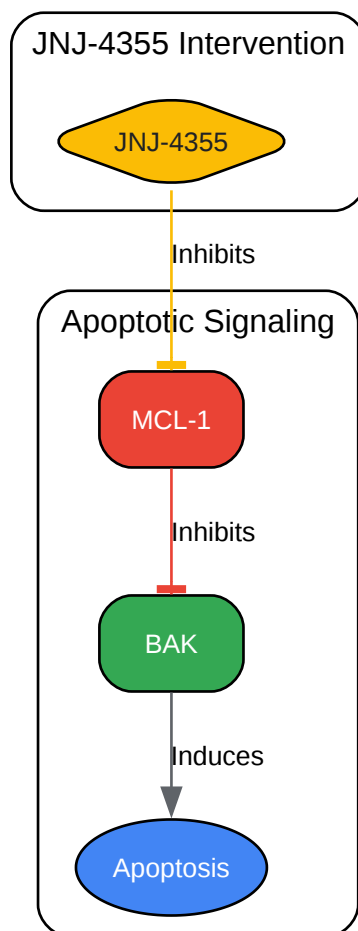 JNJ-4355 Intervention
JNJ-4355
Inhibits
Apoptotic Signaling
MCL-1
Inhibits
BAK
Induces
Apoptosis